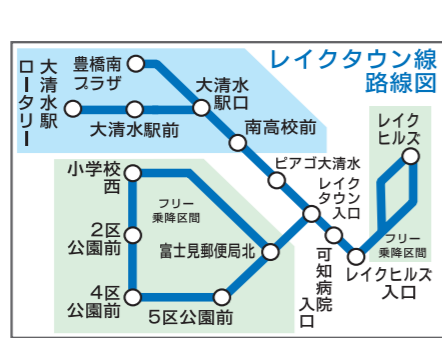 レイクタウン線
路線図
大清水駅
ロータリー
豊橋南
プラザ
大清水駅前
大清水
駅口
南高校前
ピアゴ大清水
レイク
タウン
入口
可知病院
入口
レイクヒルズ
入口
レイク
ヒルズ
フリー
乗降区間
小学校
西
フリー
乗降区間
2区
公園前
富士見郵便局北
4区
公園前
5区公園前